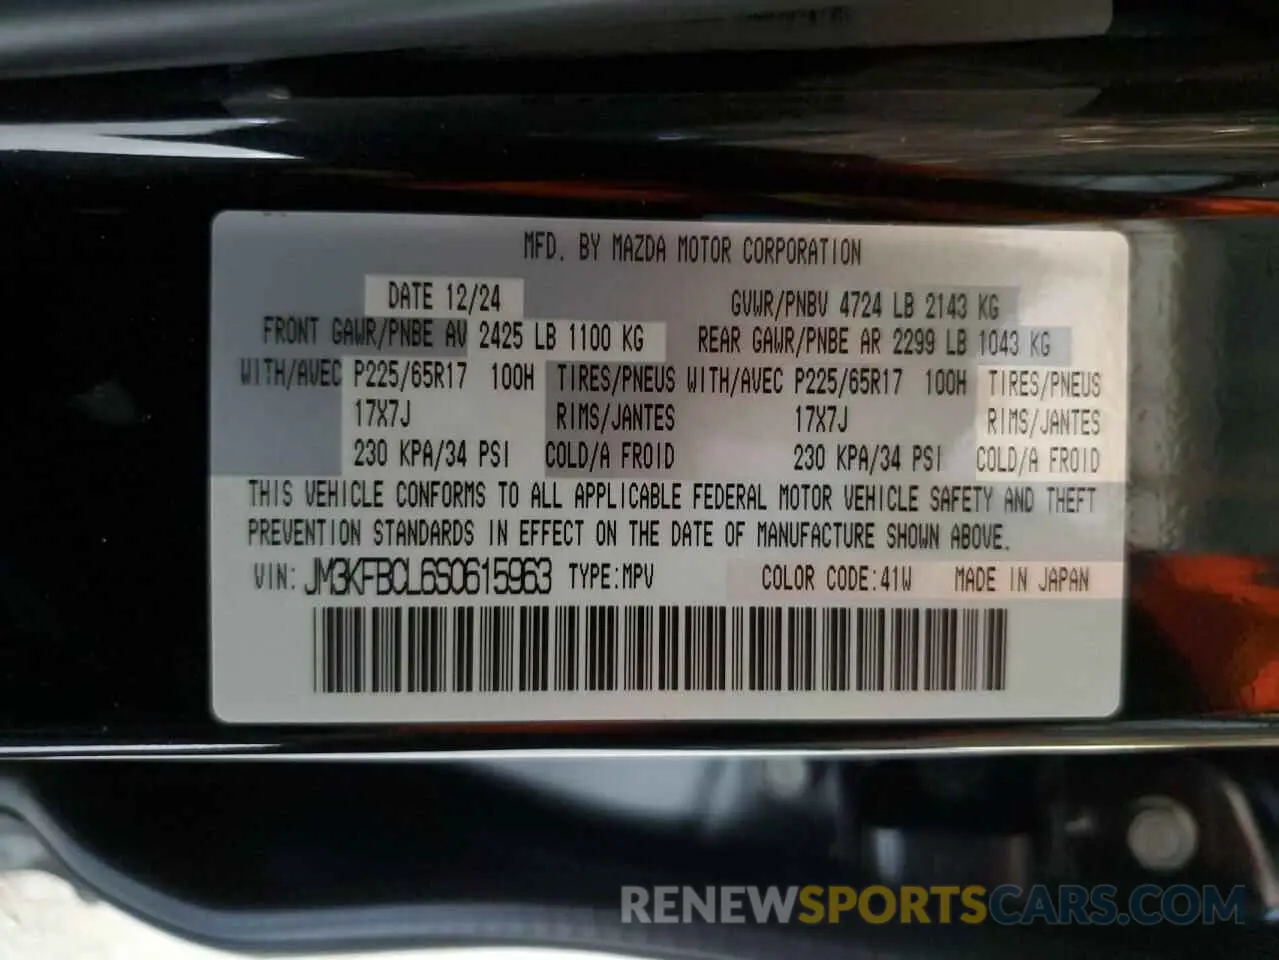 MFD. BY MAZDA MOTOR CORPORATION
DATE 12/24 GVWR/PNBV 4724 LB 2143 KG
FRONT GAWR/PNBE AV 2425 LB 1100 KG REAR GAWR/PNBE AR 2299 LB 1043 KG
WITH/AVEC P225/65R17 100H TIRES/PNEUS WITH/AVEC P225/65R17 100H TIRES/PNEUS
17X7J RIMS/JANTES 17X7J RIMS/JANTES
230 KPA/34 PSI COLD/A FROID 230 KPA/34 PSI COLD/A FROID
THIS VEHICLE CONFORMS TO ALL APPLICABLE FEDERAL MOTOR VEHICLE SAFETY AND THEFT
PREVENTION STANDARDS IN EFFECT ON THE DATE OF MANUFACTURE SHOWN ABOVE.
VIN: JM3KFBCL6S0615963 TYPE:MPV COLOR CODE:41W MADE IN JAPAN
RENEWSPORTSCARS.COM